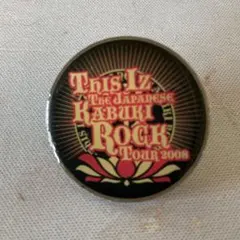 This Iz
The Japanese
Kabuki
Rock
Tour 2008